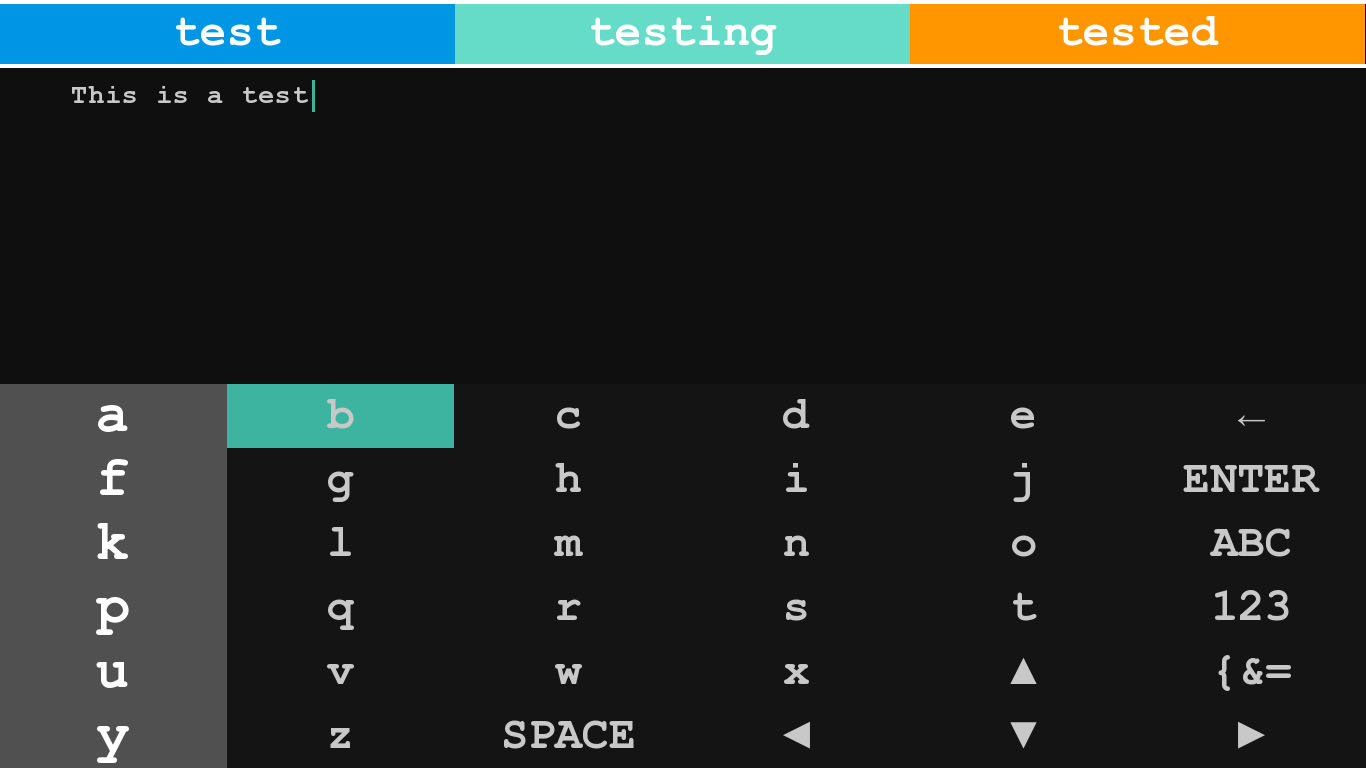 test testing tested
This is a test
a b c d e ←
f g h i j ENTER
k l m n o ABC
p q r s t 123
u v w x ▲ {&=
y z SPACE ◀ ▼ ▶